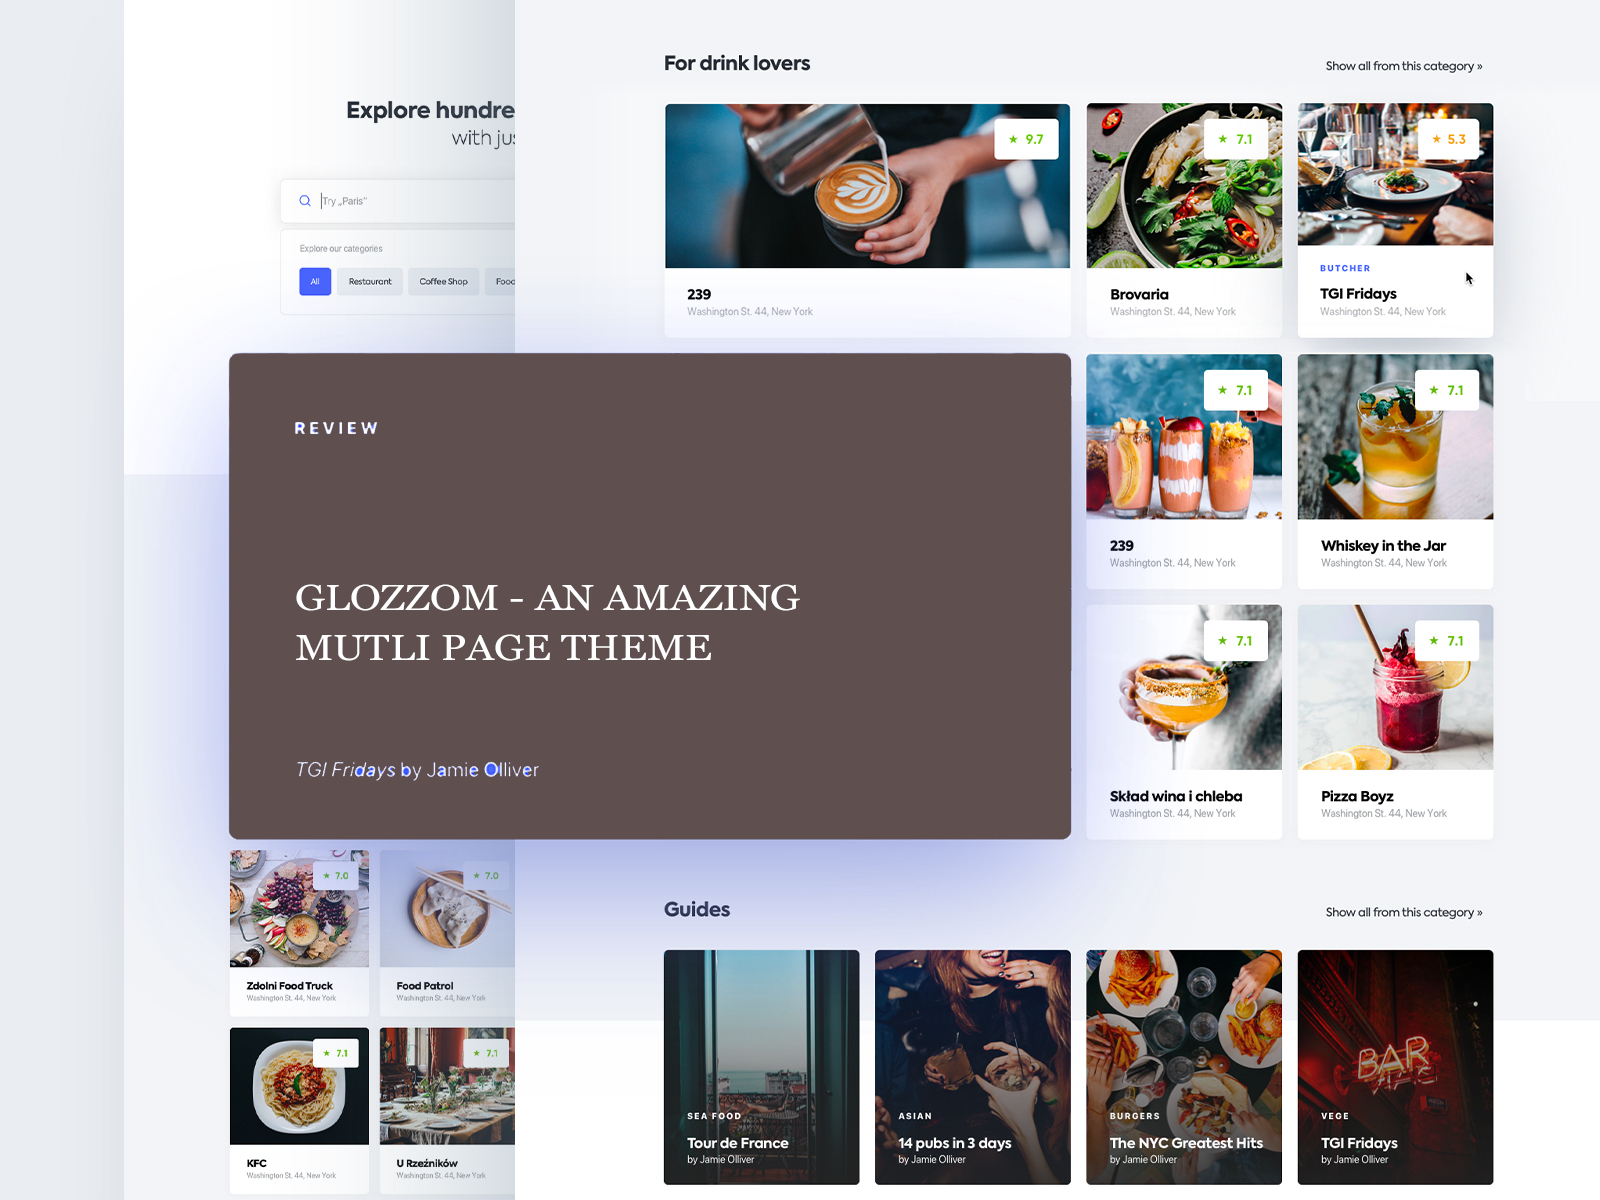 Explore hundre
with jus
Try „Paris"
Explore our categories
All
Restaurant
Coffee Shop
Food
For drink lovers
Show all from this category »
★ 9.7
239
Washington St. 44, New York
★ 7.1
Brovaria
Washington St. 44, New York
★ 5.3
BUTCHER
TGI Fridays
Washington St. 44, New York
REVIEW
GLOZZOM - AN AMAZING
MUTLI PAGE THEME
TGI Fridays by Jamie Olliver
★ 7.1
239
Washington St. 44, New York
★ 7.1
Whiskey in the Jar
Washington St. 44, New York
★ 7.1
Skład wina i chleba
Washington St. 44, New York
★ 7.1
Pizza Boyz
Washington St. 44, New York
★ 7.0
Zdolni Food Truck
Washington St. 44, New York
★ 7.0
Food Patrol
Washington St. 44, New York
★ 7.1
KFC
Washington St. 44, New York
★ 7.1
U Rzeźników
Washington St. 44, New York
Guides
Show all from this category »
SEA FOOD
Tour de France
by Jamie Olliver
ASIAN
14 pubs in 3 days
by Jamie Olliver
BURGERS
The NYC Greatest Hits
by Jamie Olliver
BAR
VEGE
TGI Fridays
by Jamie Olliver